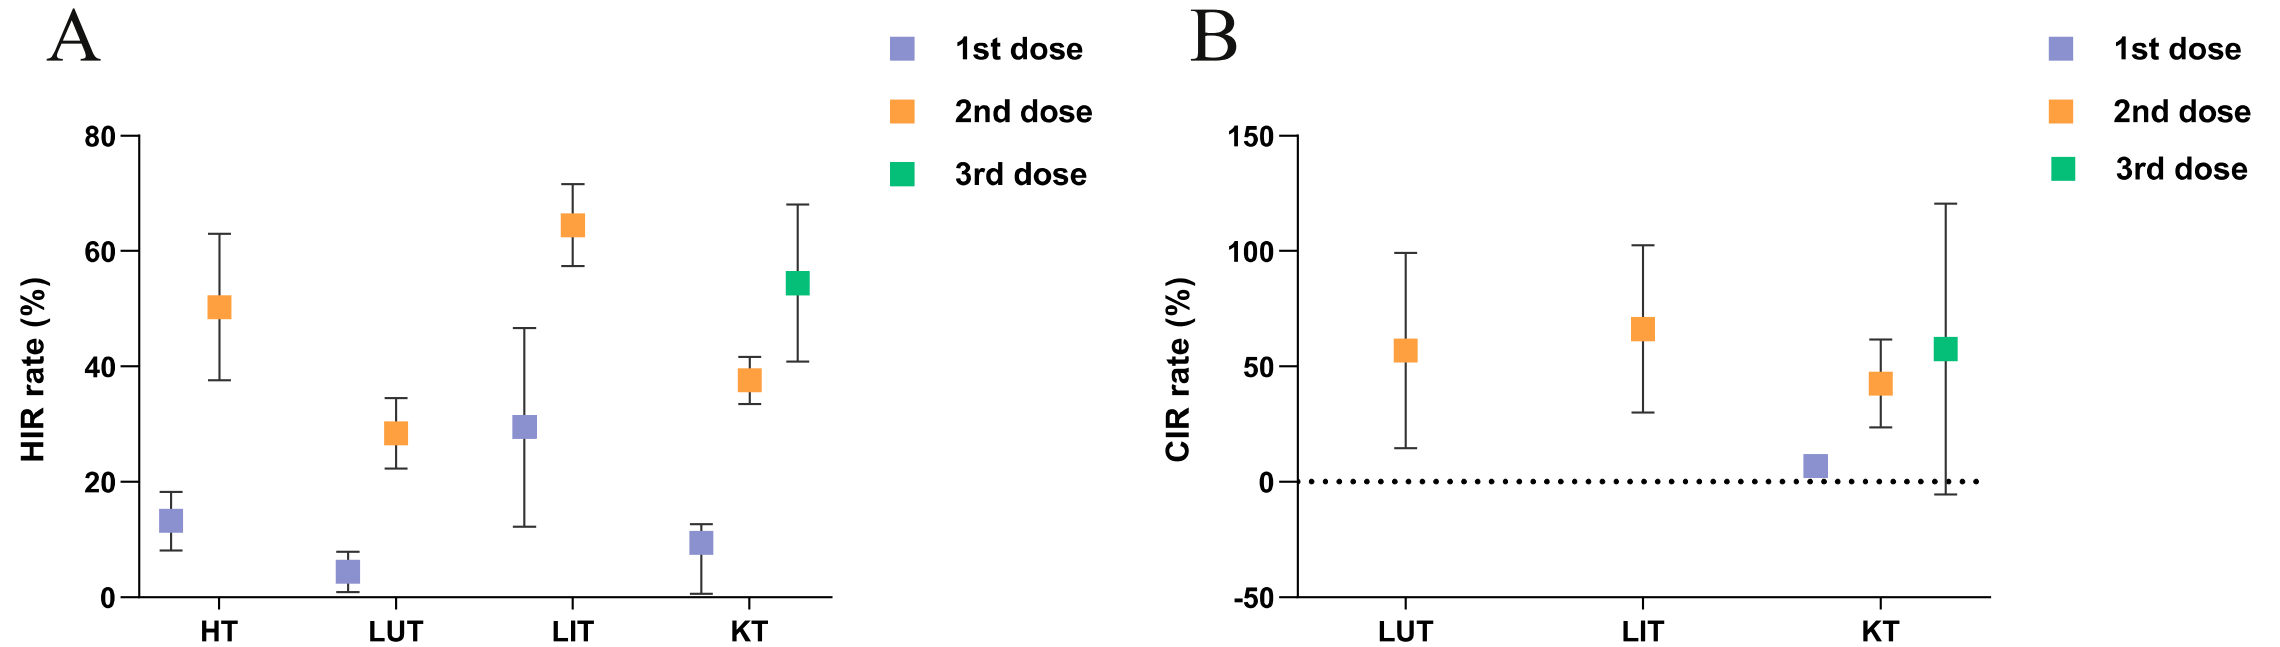 A
1st dose
2nd dose
3rd dose
HIR rate (%)
80
60
40
20
0
HT LUT LIT KT
B
1st dose
2nd dose
3rd dose
CIR rate (%)
150
100
50
0
-50
LUT LIT KT